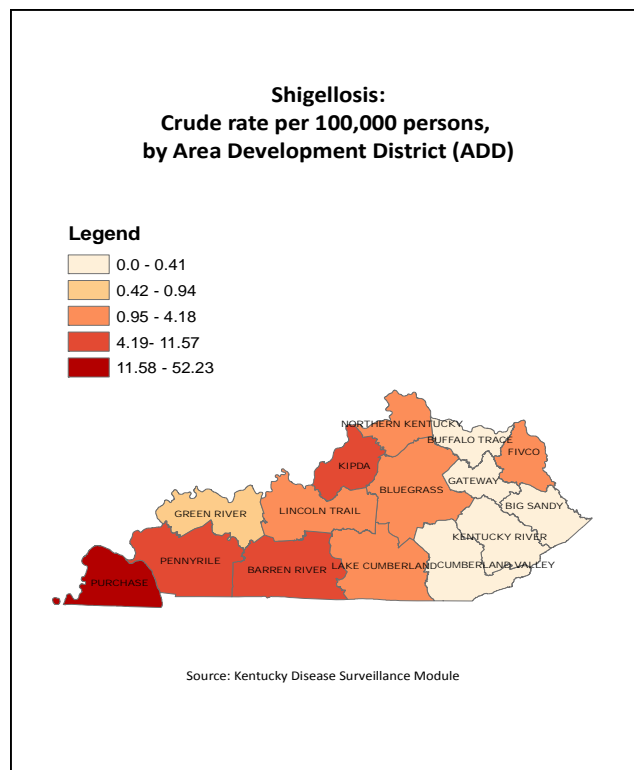 Shigellosis:
Crude rate per 100,000 persons,
by Area Development District (ADD)
Legend
0.0 - 0.41
0.42 - 0.94
0.95 - 4.18
4.19- 11.57
11.58 - 52.23
NORTHERN KENTUCKY
BUFFALO TRACE
FIVCO
KIPDA
GATEWAY
BLUEGRASS
BIG SANDY
GREEN RIVER
LINCOLN TRAIL
KENTUCKY RIVER
PENNYRILE
BARREN RIVER
LAKE CUMBERLAND
CUMBERLAND VALLEY
PURCHASE
Source: Kentucky Disease Surveillance Module